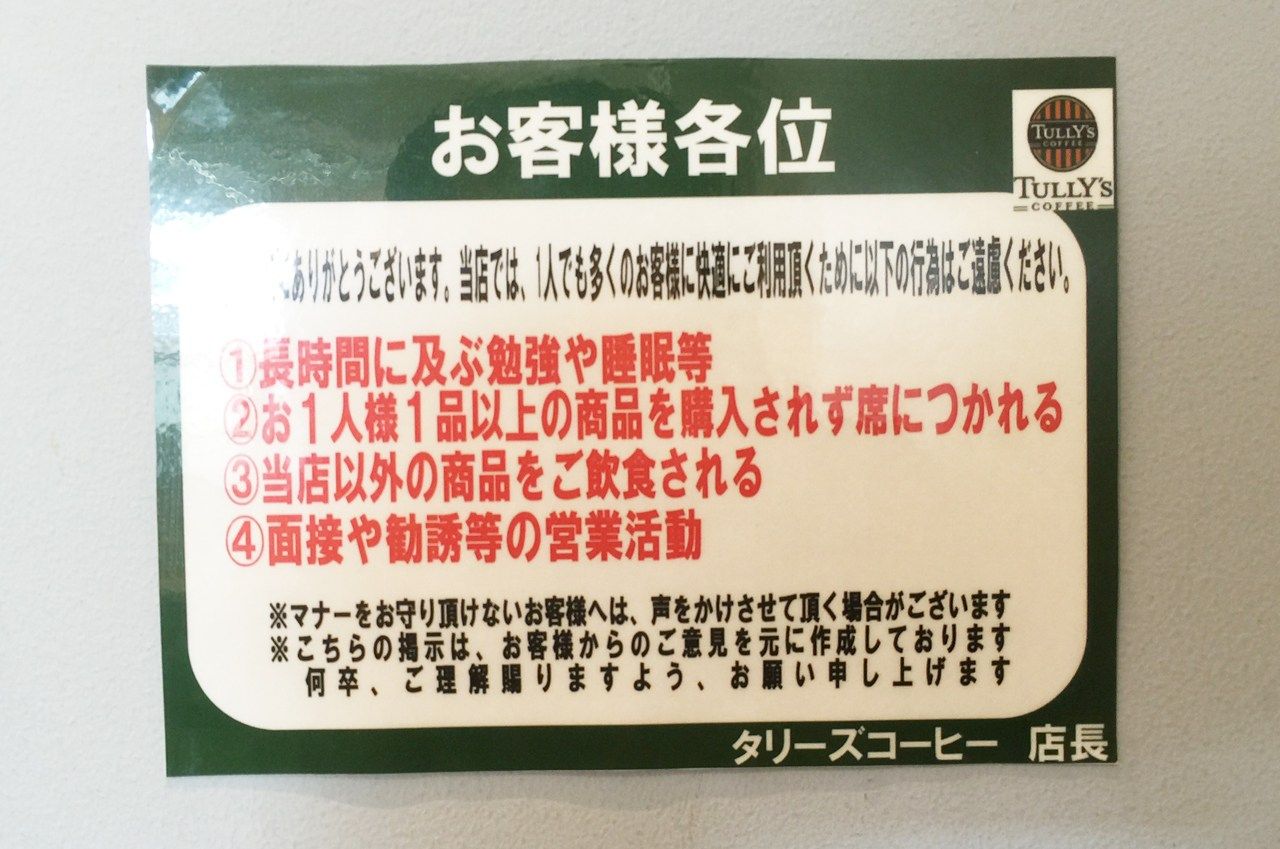 お客様各位
TULLY'S
COFFEE
TULLY'S
COFFEE
にありがとうございます。当店では、1人でも多くのお客様に快適にご利用頂くために以下の行為はご遠慮ください。
①長時間に及ぶ勉強や睡眠等
②お1人様1品以上の商品を購入されず席につかれる
③当店以外の商品をご飲食される
④面接や勧誘等の営業活動
※マナーをお守り頂けないお客様へは、声をかけさせて頂く場合がございます
※こちらの掲示は、お客様からのご意見を元に作成しております
何卒、ご理解賜りますよう、お願い申し上げます
タリーズコーヒー 店長